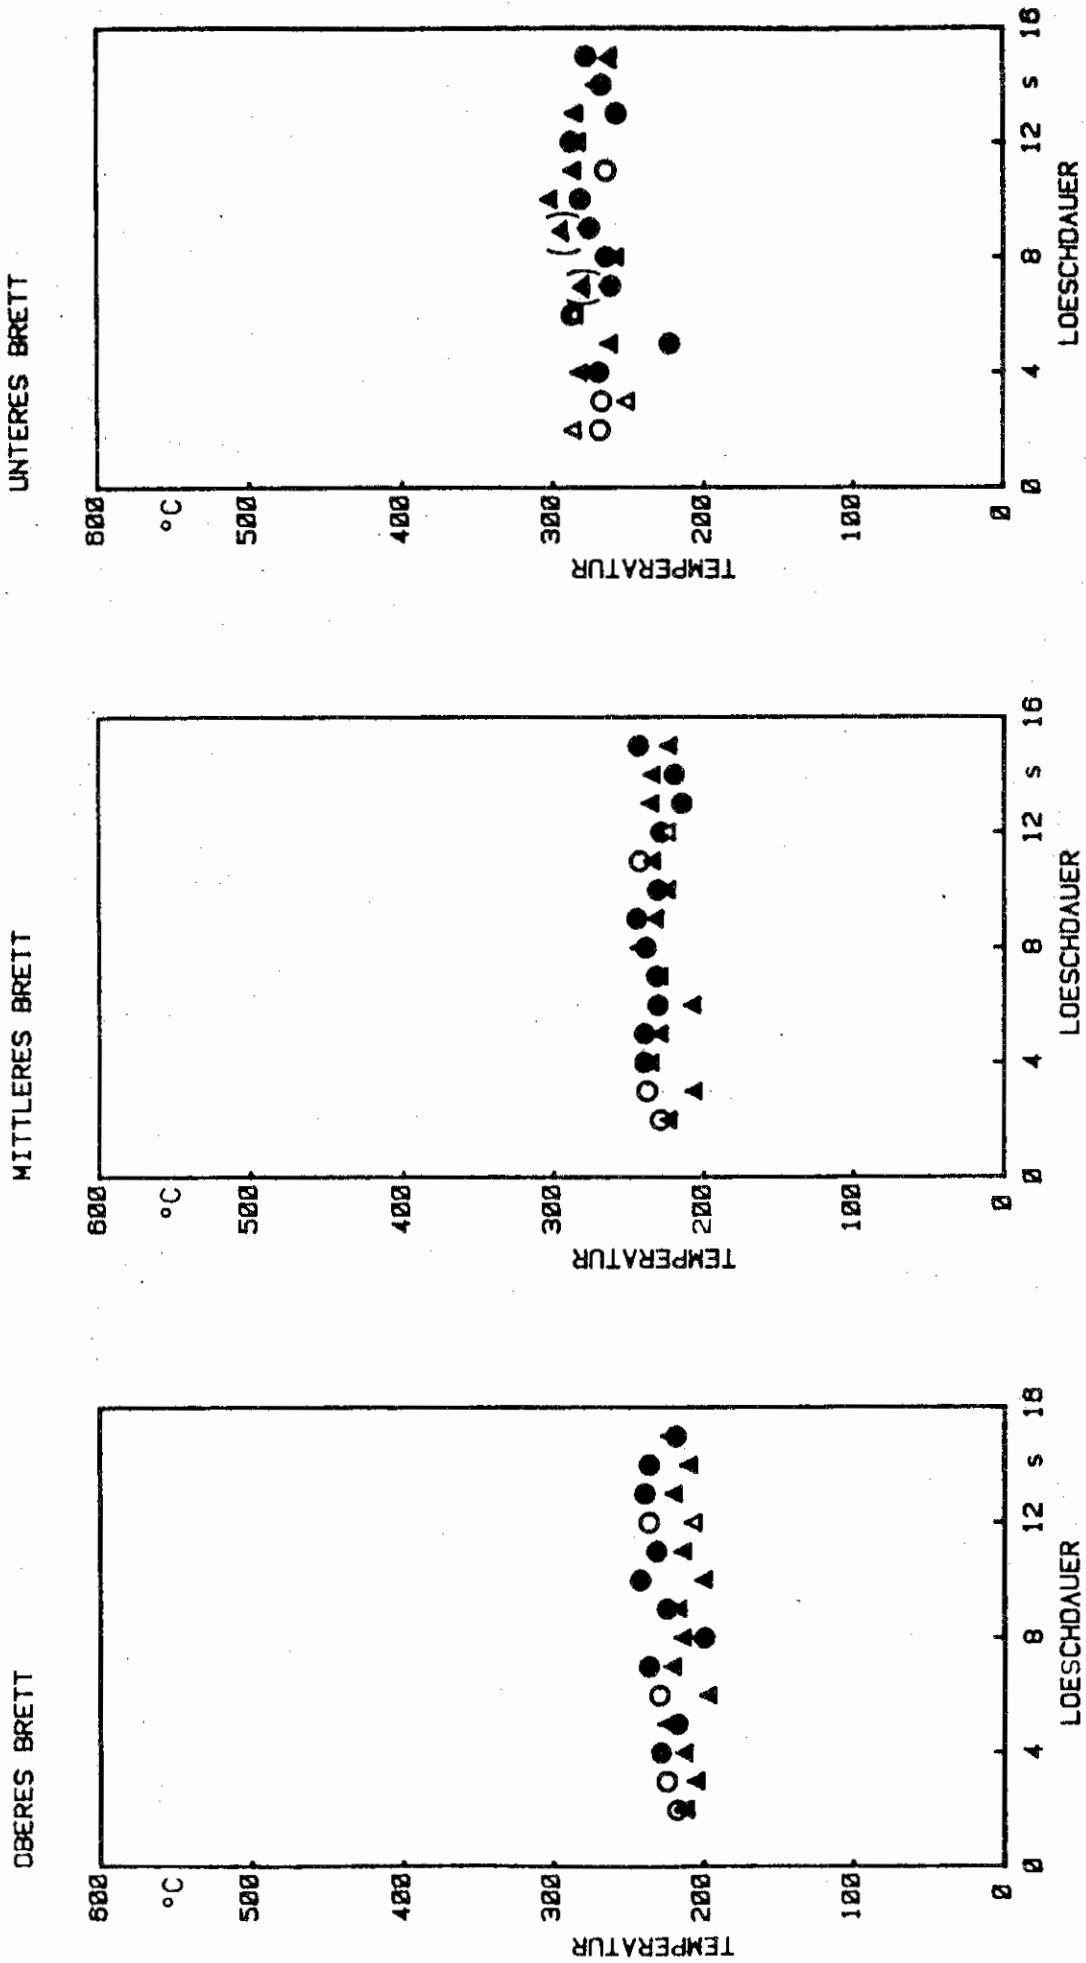 OBERES BRETT
600
°C
500
400
300
200
100
0
TEMPERATUR
0 4 8 12 s 16
LOESCHDAUER
MITTLERES BRETT
600
°C
500
400
300
200
100
0
TEMPERATUR
0 4 8 12 s 16
LOESCHDAUER
UNTERES BRETT
600
°C
500
400
300
200
100
0
TEMPERATUR
0 4 8 12 s 16
LOESCHDAUER